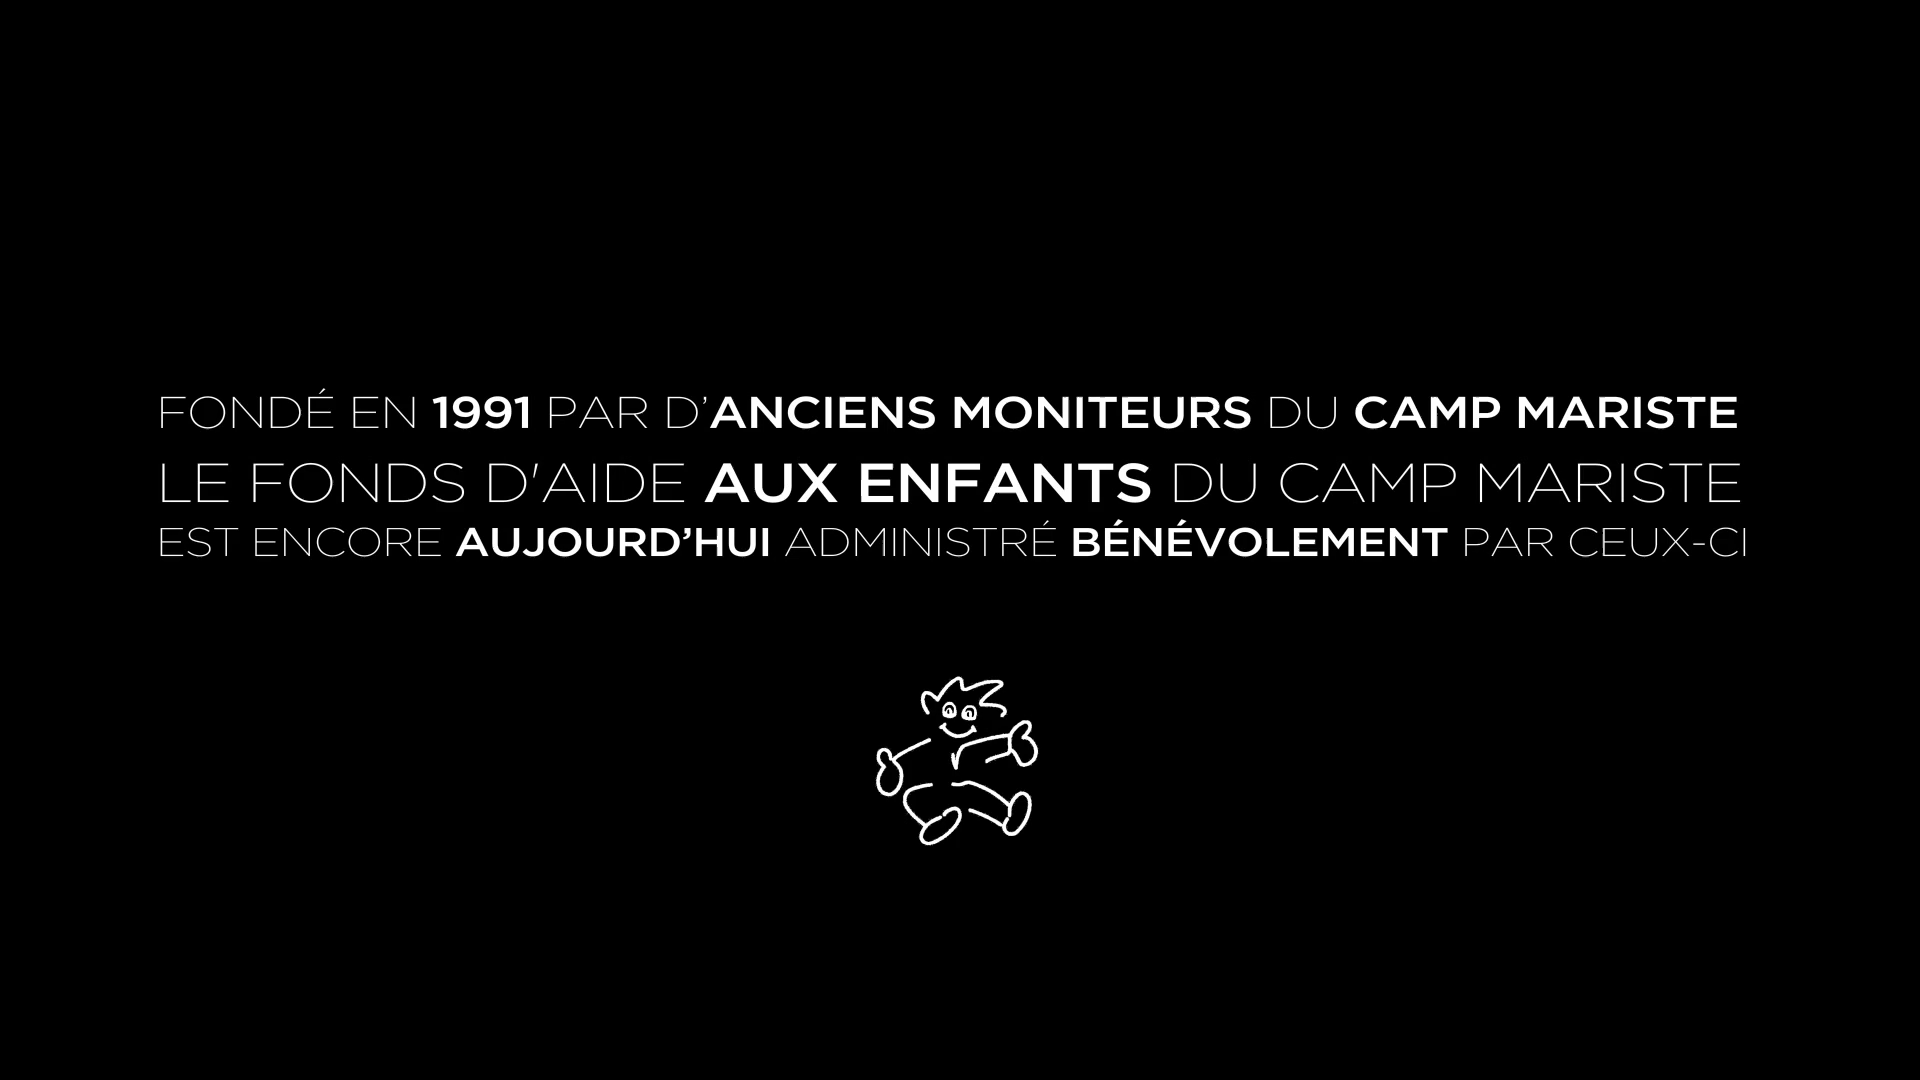 FONDÉ EN 1991 PAR D’ANCIENS MONITEURS DU CAMP MARISTE
LE FONDS D'AIDE AUX ENFANTS DU CAMP MARISTE
EST ENCORE AUJOURD’HUI ADMINISTRÉ BÉNÉVOLEMENT PAR CEUX-CI